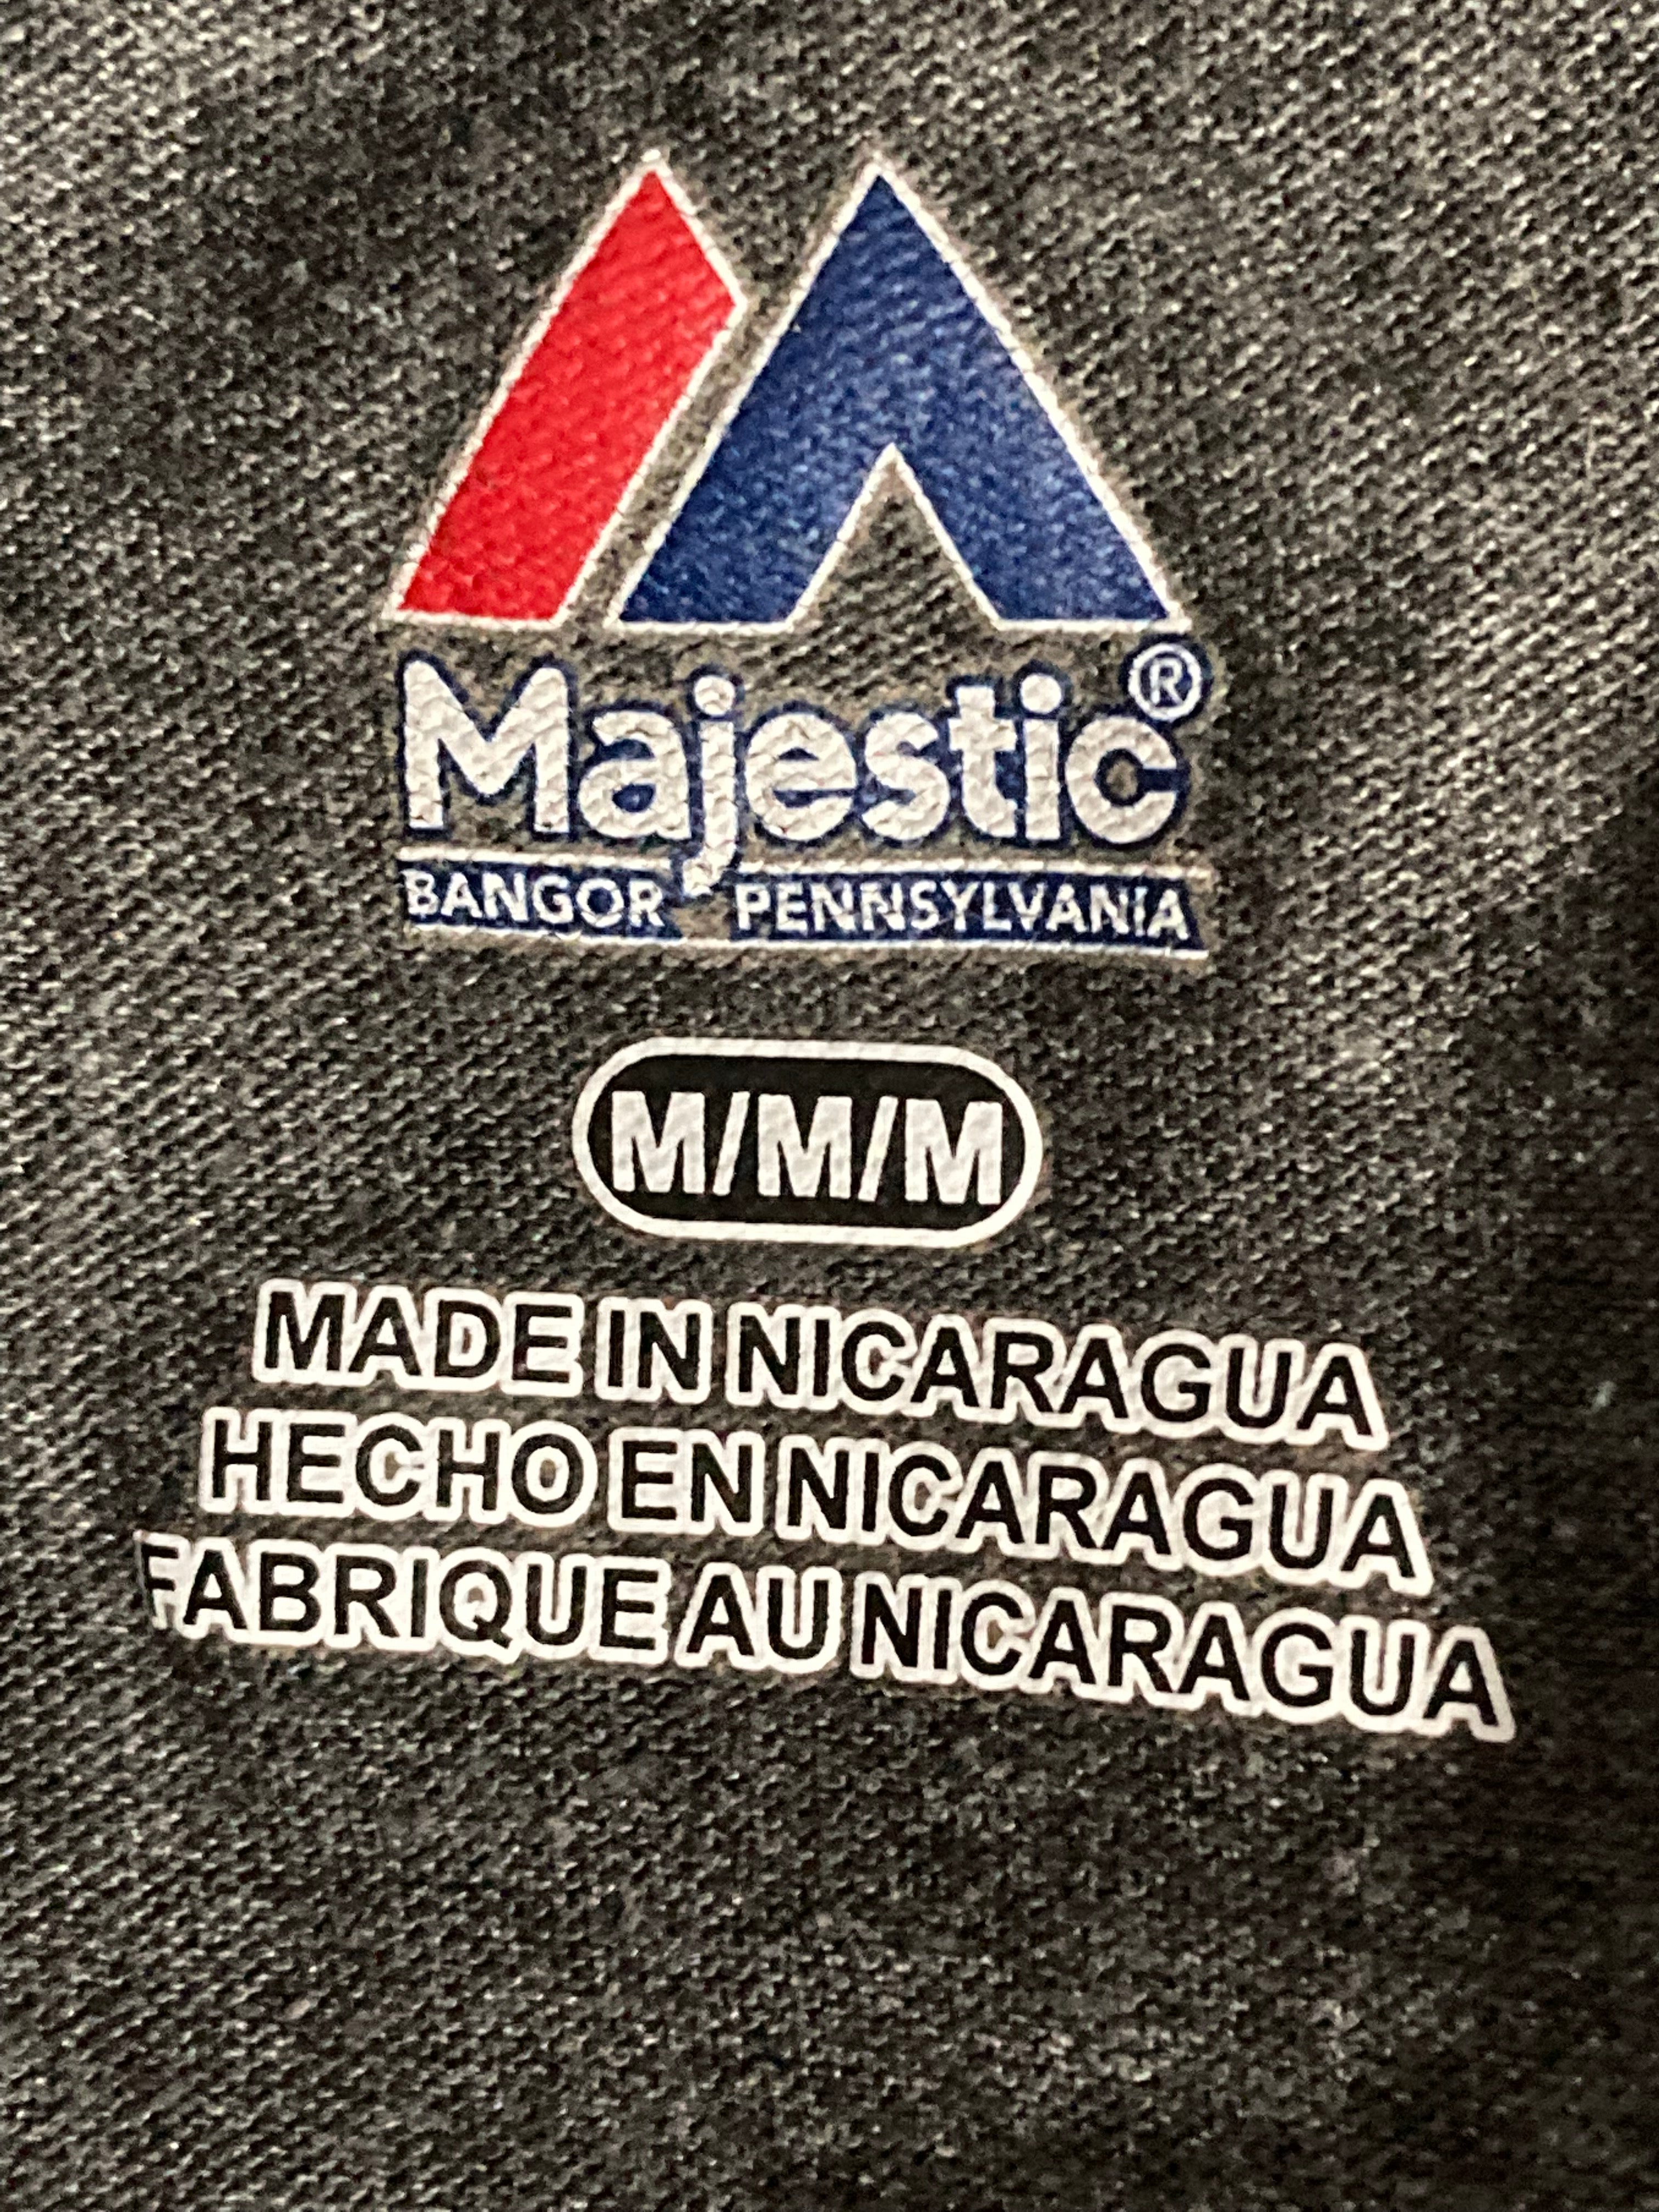 Majestic®
BANGOR PENNSYLVANIA
M/M/M
MADE IN NICARAGUA
HECHO EN NICARAGUA
FABRIQUE AU NICARAGUA